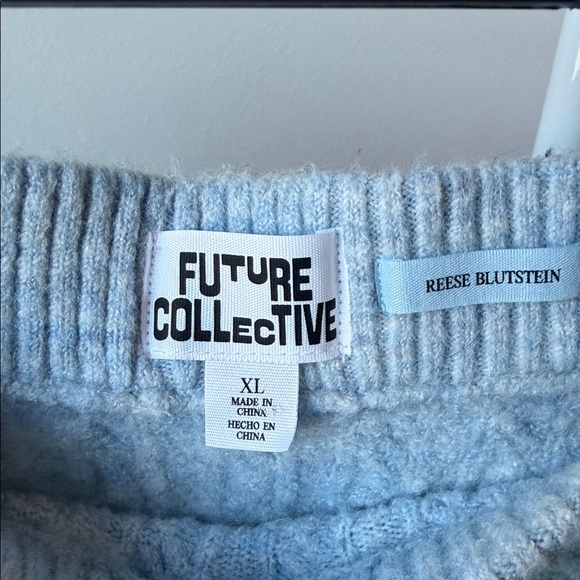 FUTURE
COLLECTIVE
REESE BLUTSTEIN
XL
MADE IN
CHINA
HECHO EN
CHINA